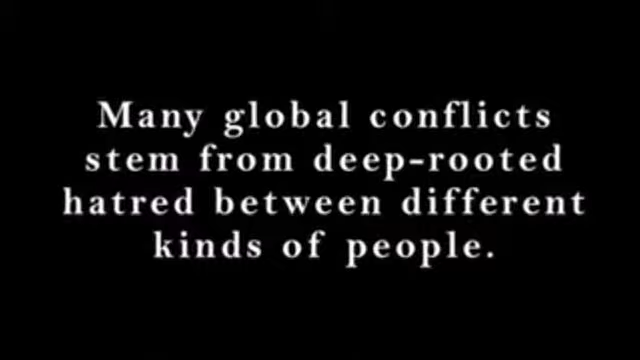 Many global conflicts
stem from deep-rooted
hatred between different
kinds of people.